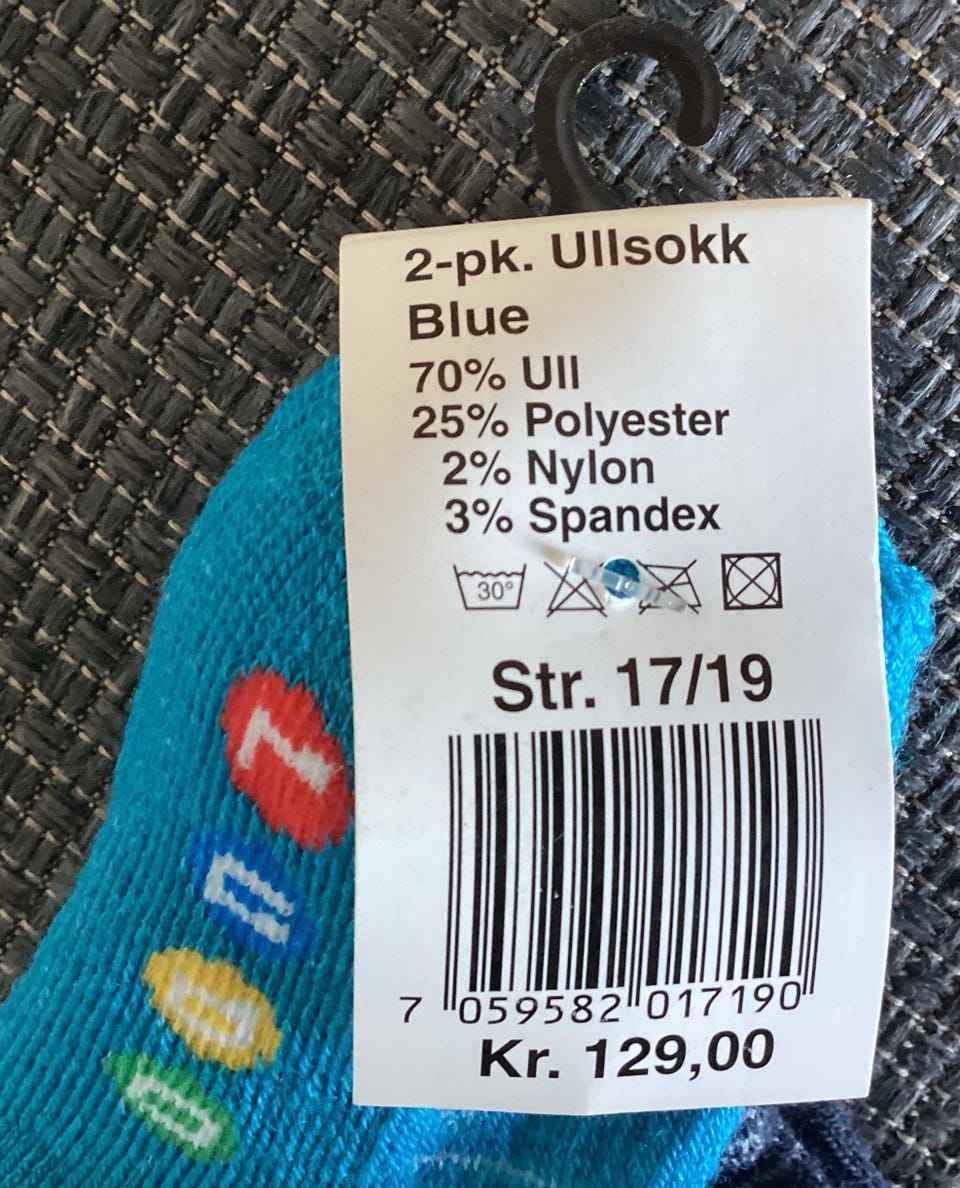 2-pk. Ullsokk
Blue
70% Ull
25% Polyester
2% Nylon
3% Spandex
30°
Str. 17/19
7 059582 017190
Kr. 129,00